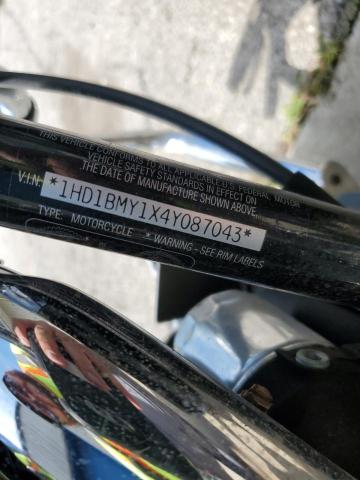 THIS VEHICLE CONFORMS TO ALL APPLICABLE U.S. FEDERAL MOTOR
VEHICLE SAFETY STANDARDS IN EFFECT ON
THE DATE OF MANUFACTURE SHOWN ABOVE.
V.I.N. *1HD1BMY1X4Y087043*
TYPE: MOTORCYCLE * WARNING - SEE RIM LABELS